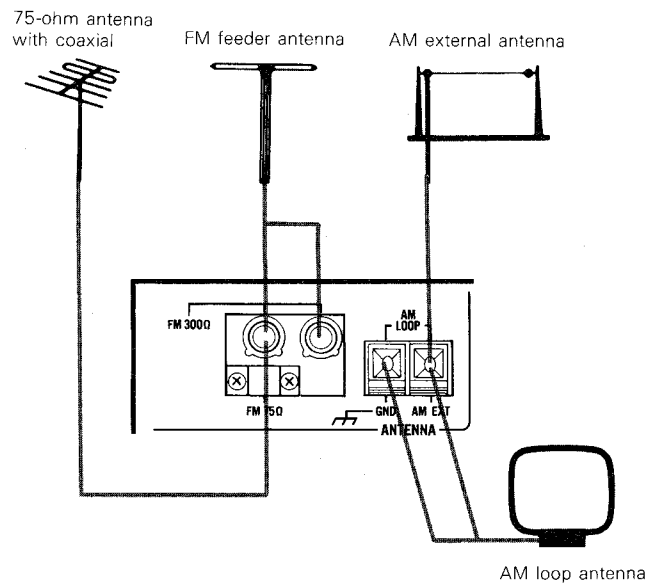 75-ohm antenna
with coaxial
FM feeder antenna
AM external antenna
FM 300Ω
AM
LOOP
FM 75Ω
GND
AM EXT
ANTENNA
AM loop antenna